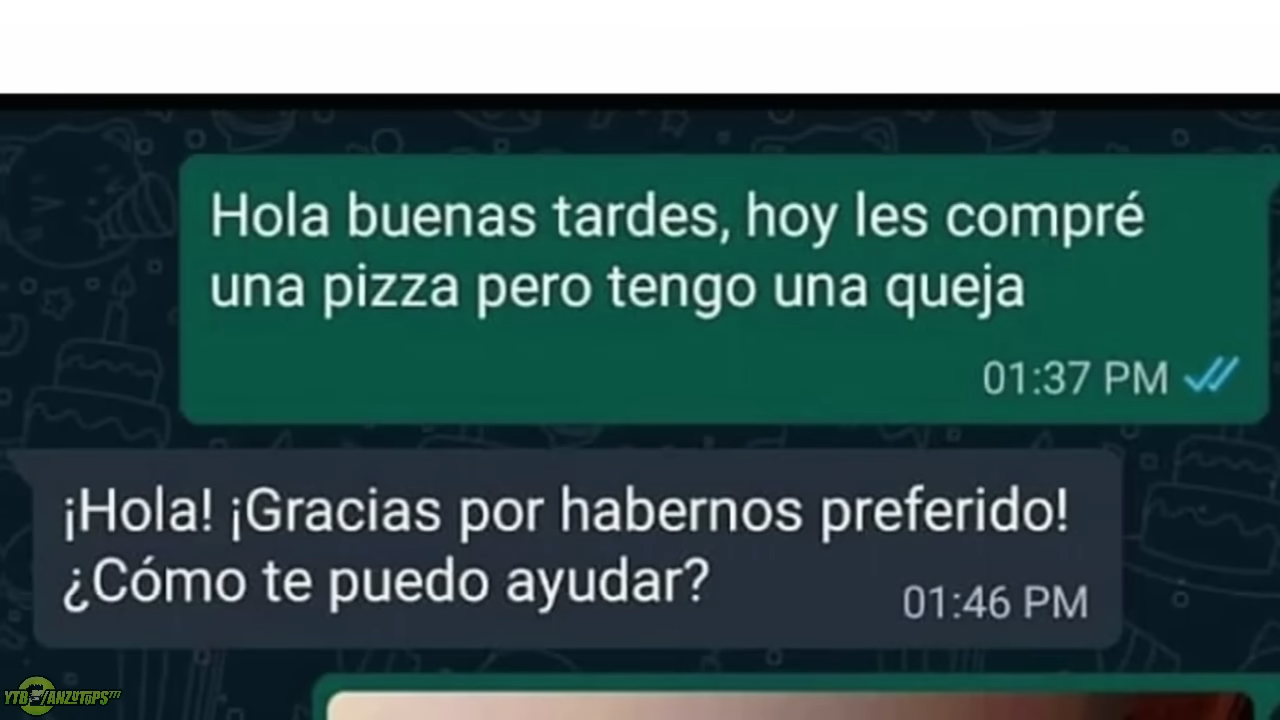 Hola buenas tardes, hoy les compré
una pizza pero tengo una queja
01:37 PM
¡Hola! ¡Gracias por habernos preferido!
¿Cómo te puedo ayudar?
01:46 PM